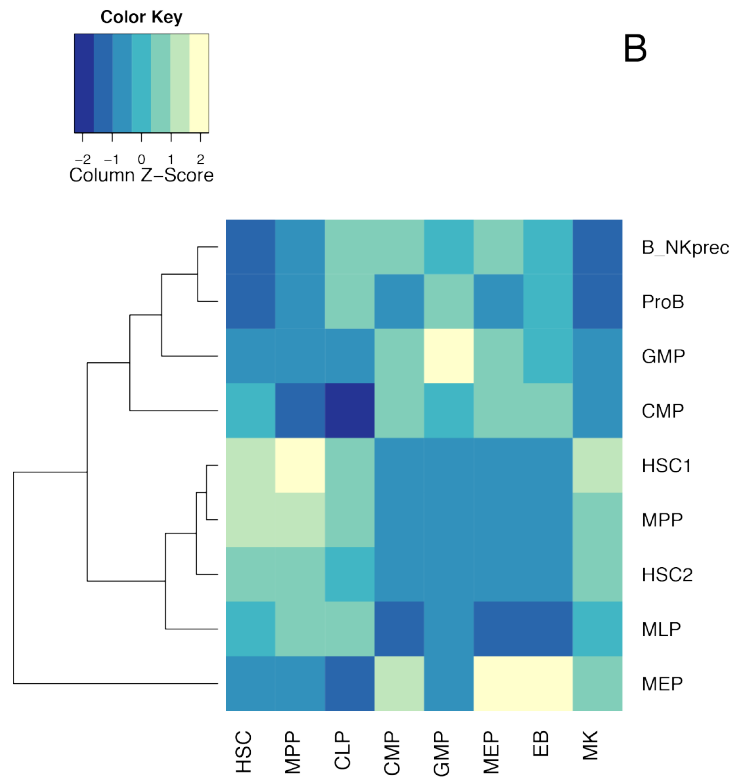 Color Key
B
−2 −1 0 1 2
Column Z−Score
B_NKprec
ProB
GMP
CMP
HSC1
MPP
HSC2
MLP
MEP
HSC MPP CLP CMP GMP MEP EB MK